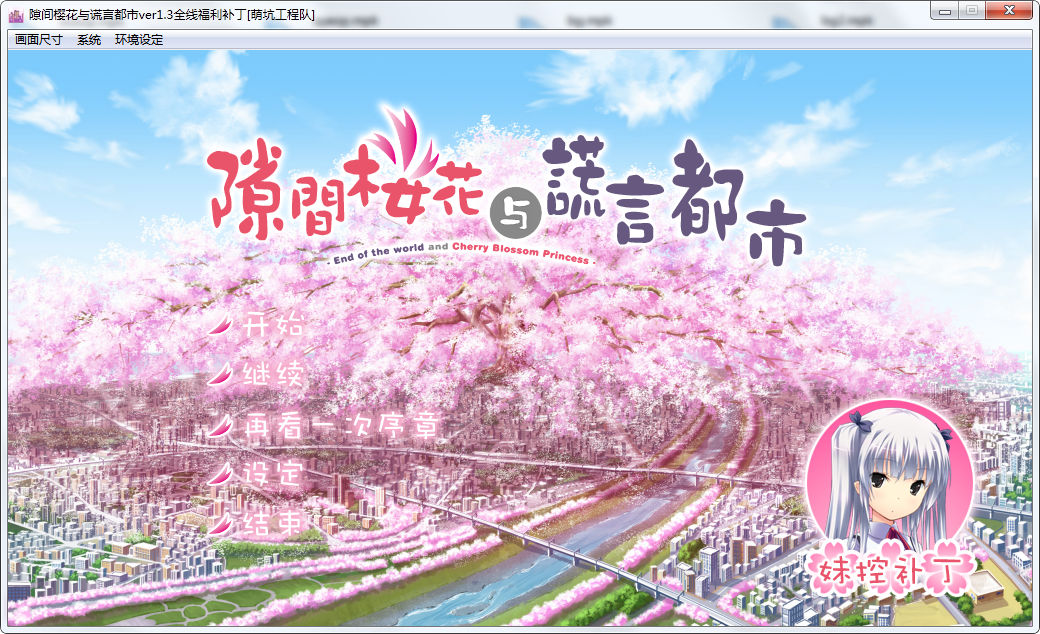 隙间樱花与谎言都市ver1.3全线福利补丁[萌坑工程队]
画面尺寸 系统 环境设定
隙間桜花与謊言都市
- End of the world and Cherry Blossom Princess -
开始
继续
再看一次序章
设定
结束
妹控补丁